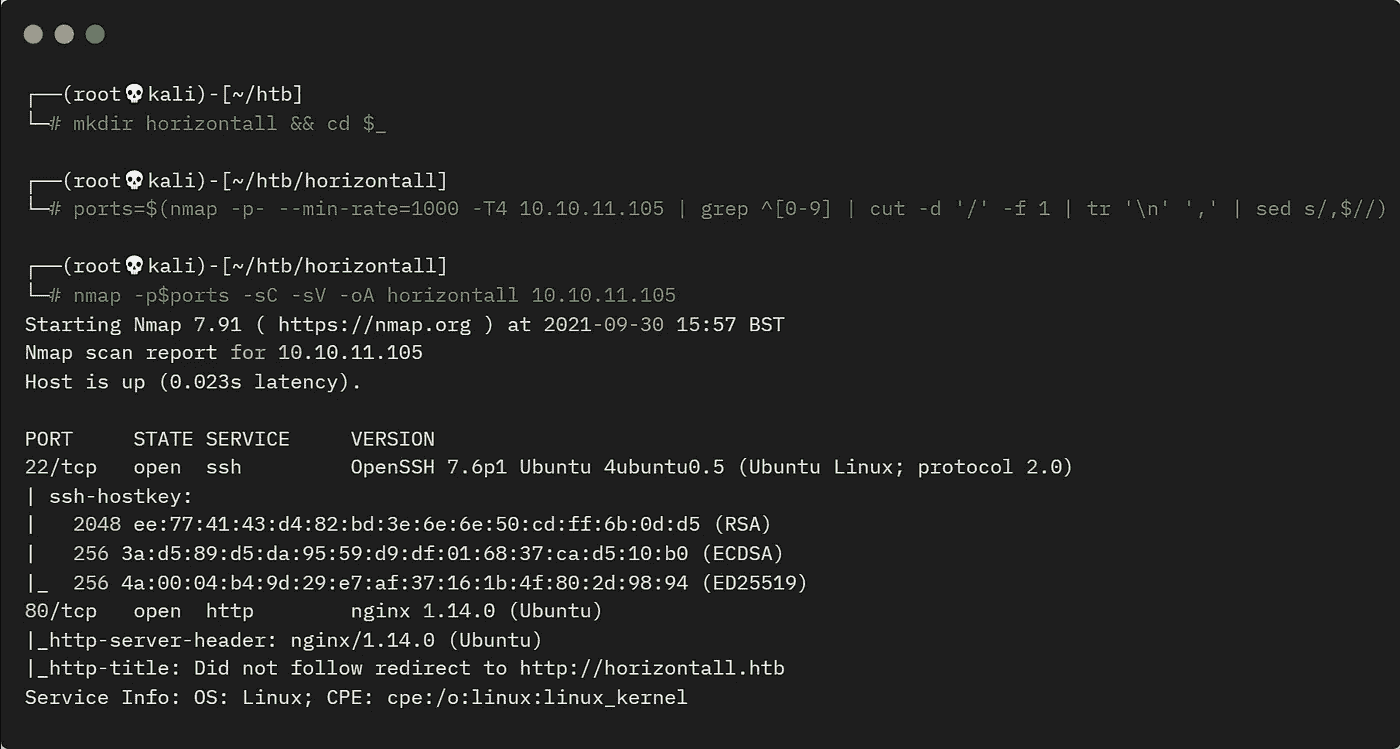 ┌──(root💀kali)-[~/htb]
└─# mkdir horizontall && cd $_
┌──(root💀kali)-[~/htb/horizontall]
└─# ports=$(nmap -p- --min-rate=1000 -T4 10.10.11.105 | grep ^[0-9] | cut -d '/' -f 1 | tr '\n' ',' | sed s/,$//)
┌──(root💀kali)-[~/htb/horizontall]
└─# nmap -p$ports -sC -sV -oA horizontall 10.10.11.105
Starting Nmap 7.91 ( https://nmap.org ) at 2021-09-30 15:57 BST
Nmap scan report for 10.10.11.105
Host is up (0.023s latency).
PORT     STATE SERVICE     VERSION
22/tcp   open  ssh         OpenSSH 7.6p1 Ubuntu 4ubuntu0.5 (Ubuntu Linux; protocol 2.0)
| ssh-hostkey:
|   2048 ee:77:41:43:d4:82:bd:3e:6e:6e:50:cd:ff:6b:0d:d5 (RSA)
|   256 3a:d5:89:d5:da:95:59:d9:df:01:68:37:ca:d5:10:b0 (ECDSA)
|_  256 4a:00:04:b4:9d:29:e7:af:37:16:1b:4f:80:2d:98:94 (ED25519)
80/tcp   open  http        nginx 1.14.0 (Ubuntu)
|_http-server-header: nginx/1.14.0 (Ubuntu)
|_http-title: Did not follow redirect to http://horizontall.htb
Service Info: OS: Linux; CPE: cpe:/o:linux:linux_kernel